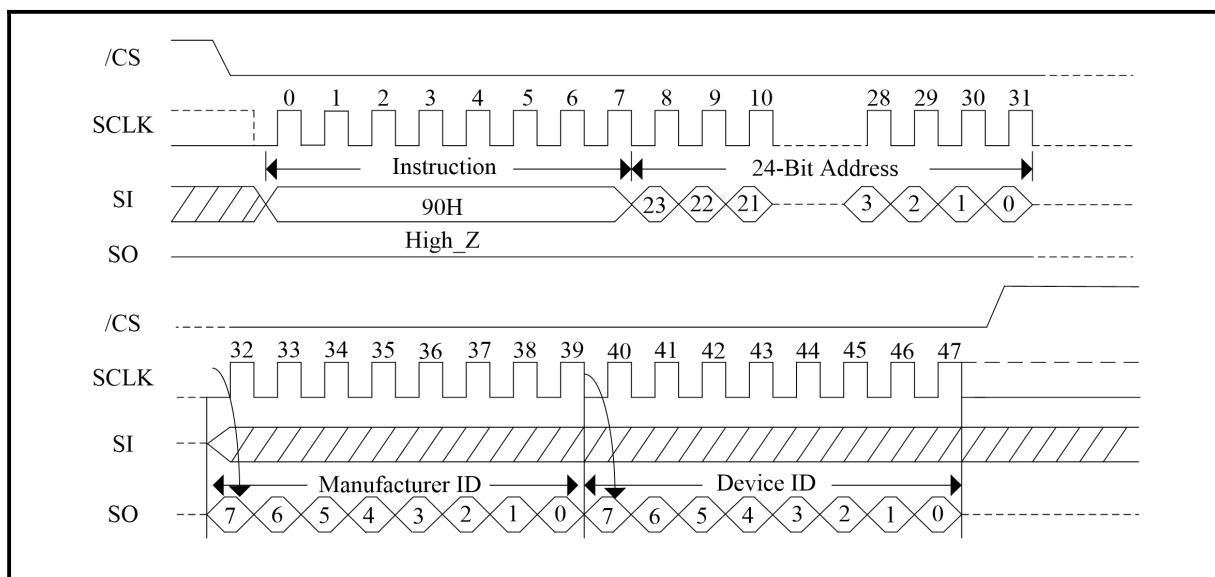 /CS
0 1 2 3 4 5 6 7 8 9 10 28 29 30 31
SCLK
Instruction 24-Bit Address
SI 90H 23 22 21 3 2 1 0
High_Z
SO
/CS
32 33 34 35 36 37 38 39 40 41 42 43 44 45 46 47
SCLK
SI
Manufacturer ID Device ID
SO 7 6 5 4 3 2 1 0 7 6 5 4 3 2 1 0